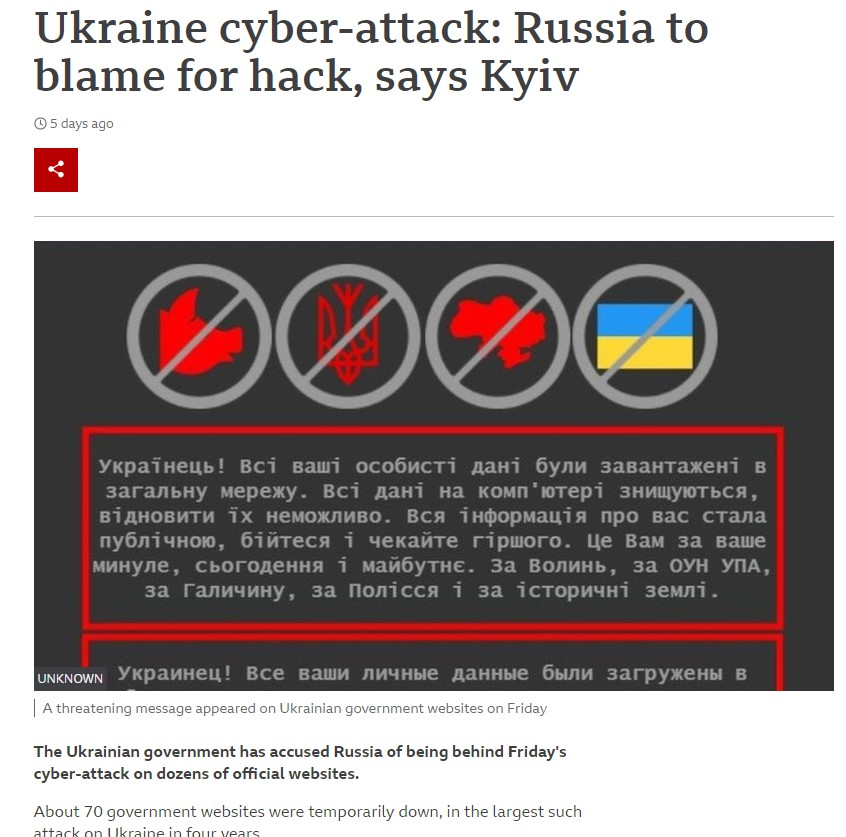 Ukraine cyber-attack: Russia to
blame for hack, says Kyiv
5 days ago
Українець! Всі ваші особисті дані були завантажені в
загальну мережу. Всі дані на комп'ютері знищуються,
відновити їх неможливо. Вся інформація про вас стала
публічною, бійтеся і чекайте гіршого. Це Вам за ваше
минуле, сьогодення і майбутнє. За Волинь, за ОУН УПА,
за Галичину, за Полісся і за історичні землі.
Украинец! Все ваши личные данные были загружены в
UNKNOWN
A threatening message appeared on Ukrainian government websites on Friday
The Ukrainian government has accused Russia of being behind Friday's
cyber-attack on dozens of official websites.
About 70 government websites were temporarily down, in the largest such
attack on Ukraine in four years.